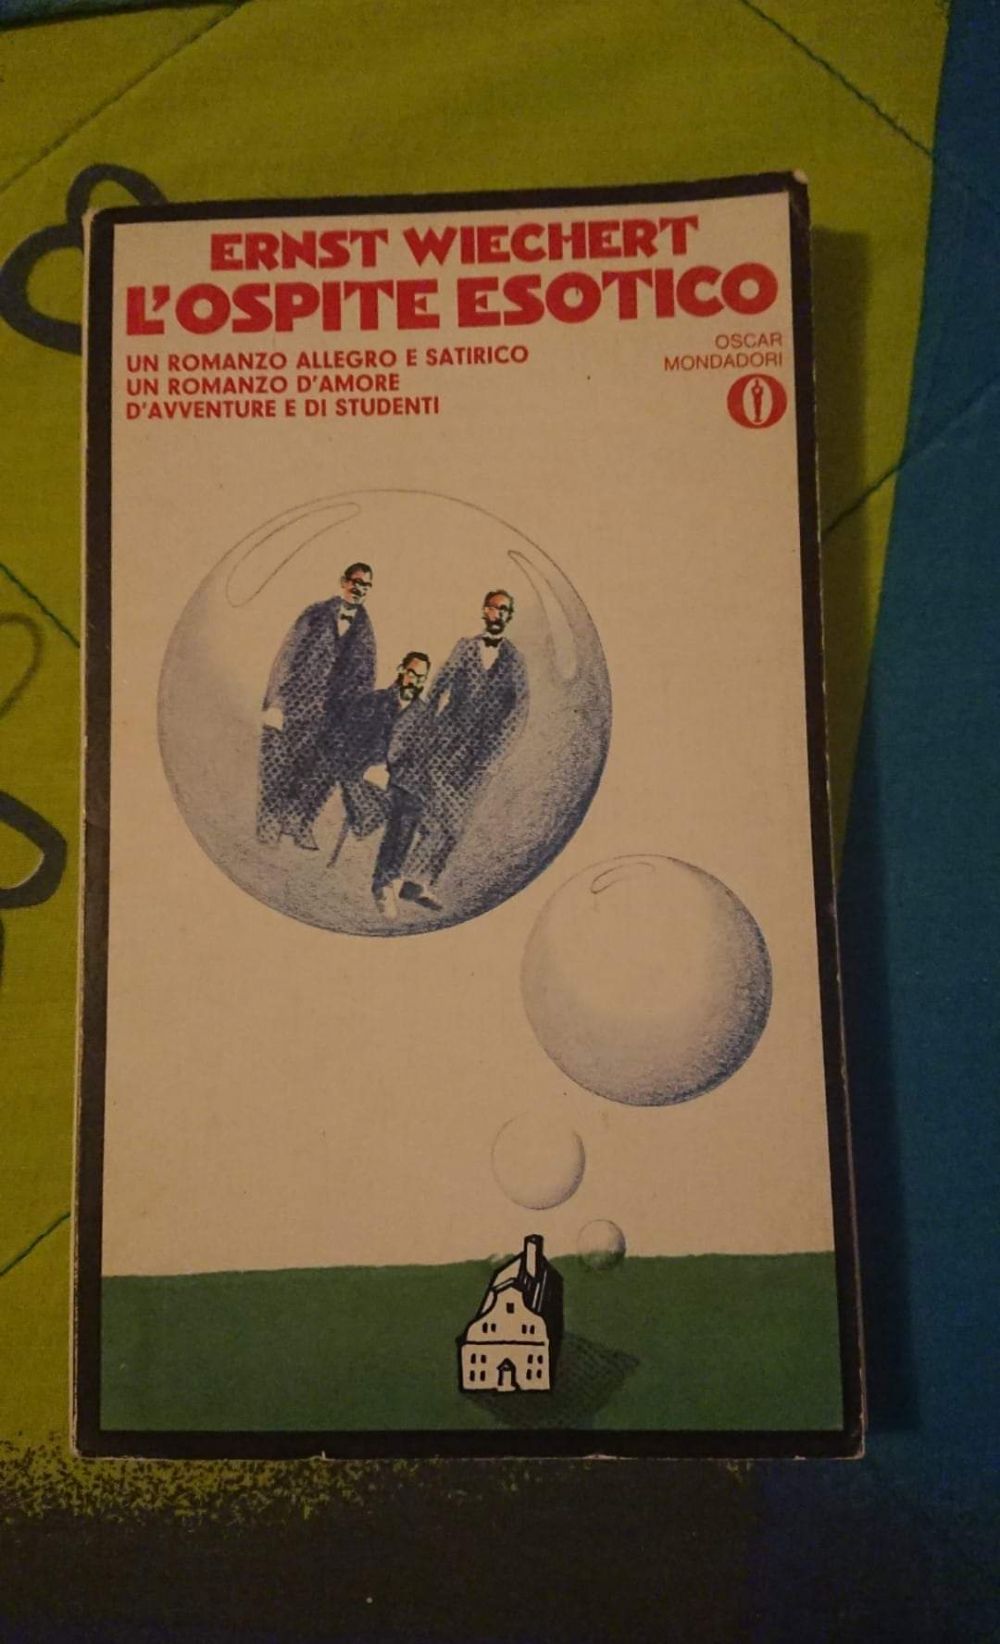 ERNST WIECHERT
L'OSPITE ESOTICO
UN ROMANZO ALLEGRO E SATIRICO
UN ROMANZO D'AMORE
D'AVVENTURE E DI STUDENTI
OSCAR
MONDADORI